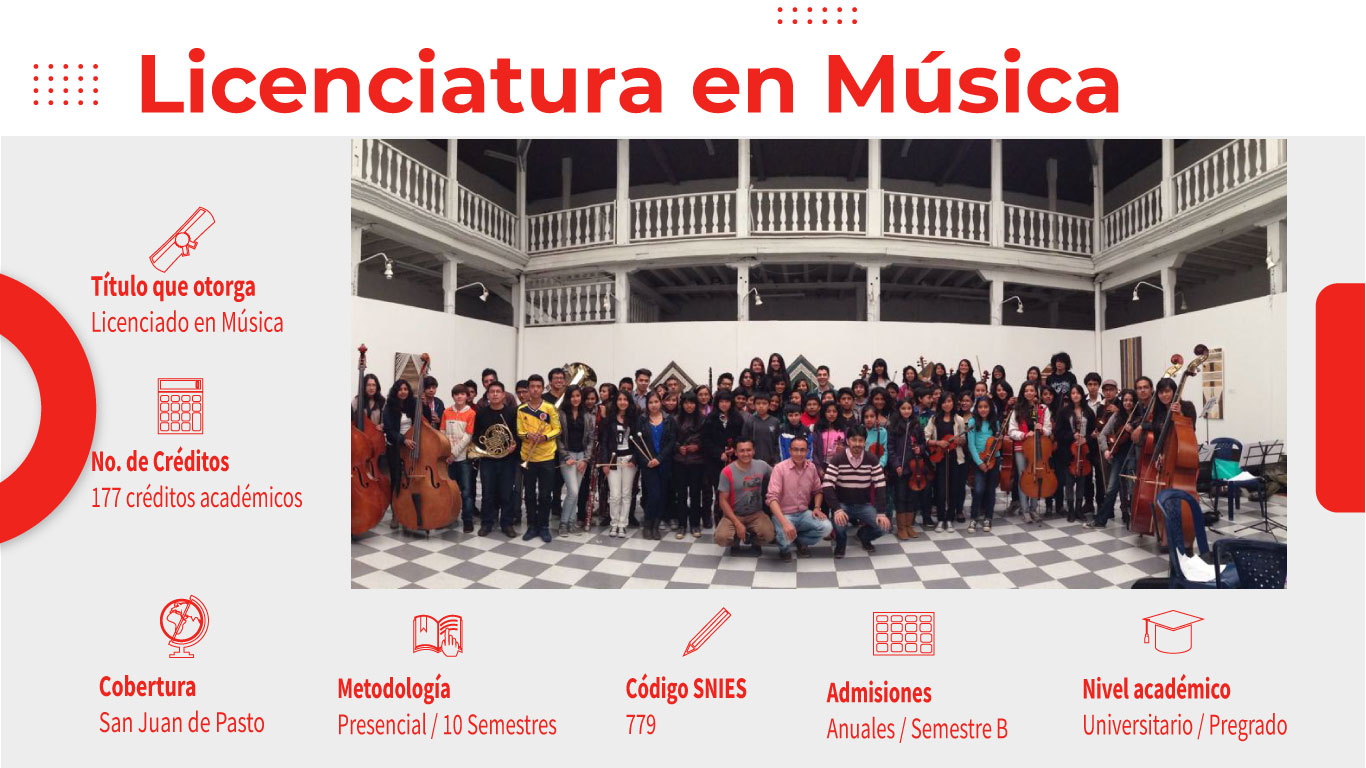 Licenciatura en Música
Título que otorga
Licenciado en Música
No. de Créditos
177 créditos académicos
Cobertura
San Juan de Pasto
Metodología
Presencial / 10 Semestres
Código SNIES
779
Admisiones
Anuales / Semestre B
Nivel académico
Universitario / Pregrado